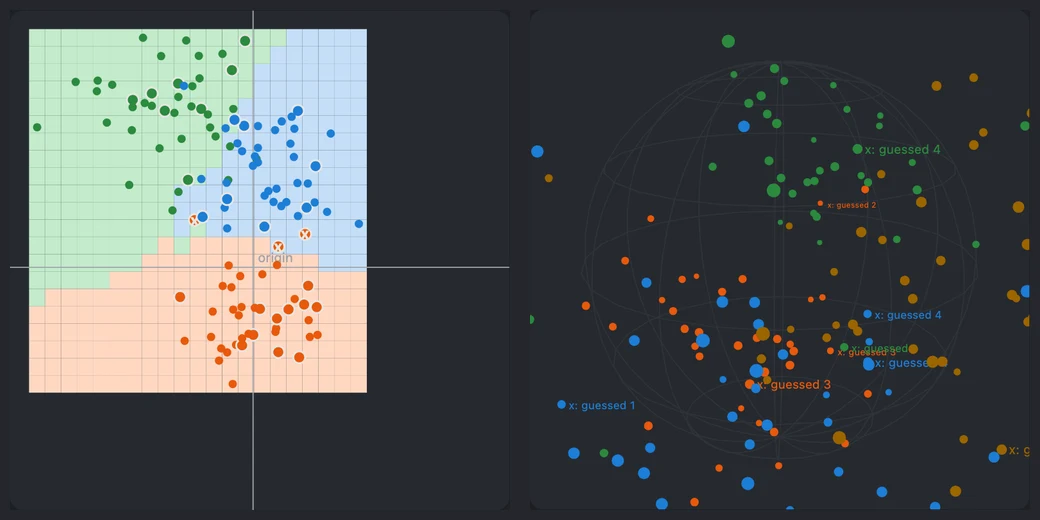 origin
x: guessed 4
x: guessed 2
x: guessed 4
x: guessed
x: guessed 3
x: guesse
x: guessed 3
x: guessed 1
x: g